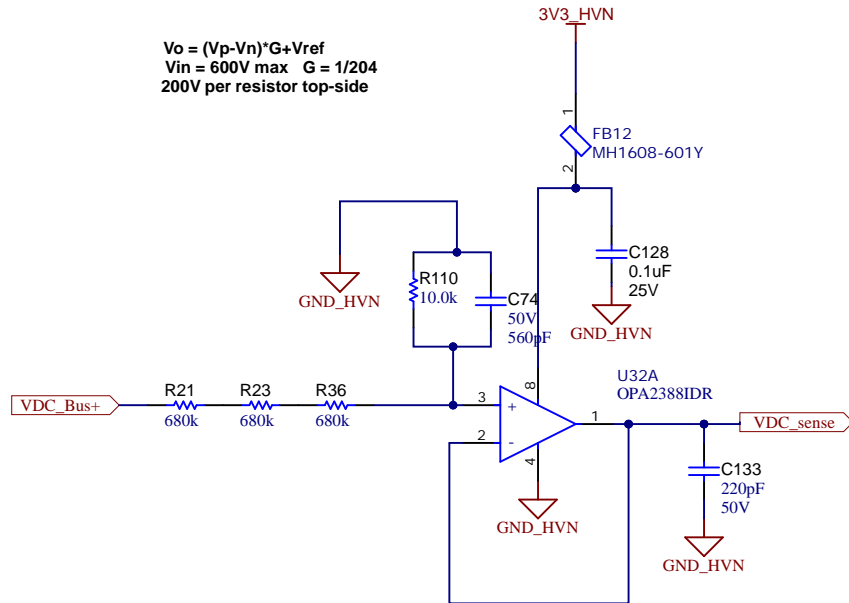 3V3_HVN
Vo = (Vp-Vn)*G+Vref
Vin = 600V max G = 1/204
200V per resistor top-side
1
FB12
MH1608-601Y
2
C128
0.1uF
25V
GND_HVN
R110
10.0k
C74
50V
560pF
GND_HVN
U32A
OPA2388IDR
VDC_Bus+
R21
680k
R23
680k
R36
680k
3
+
8
1
2
-
4
VDC_sense
C133
220pF
50V
GND_HVN
GND_HVN